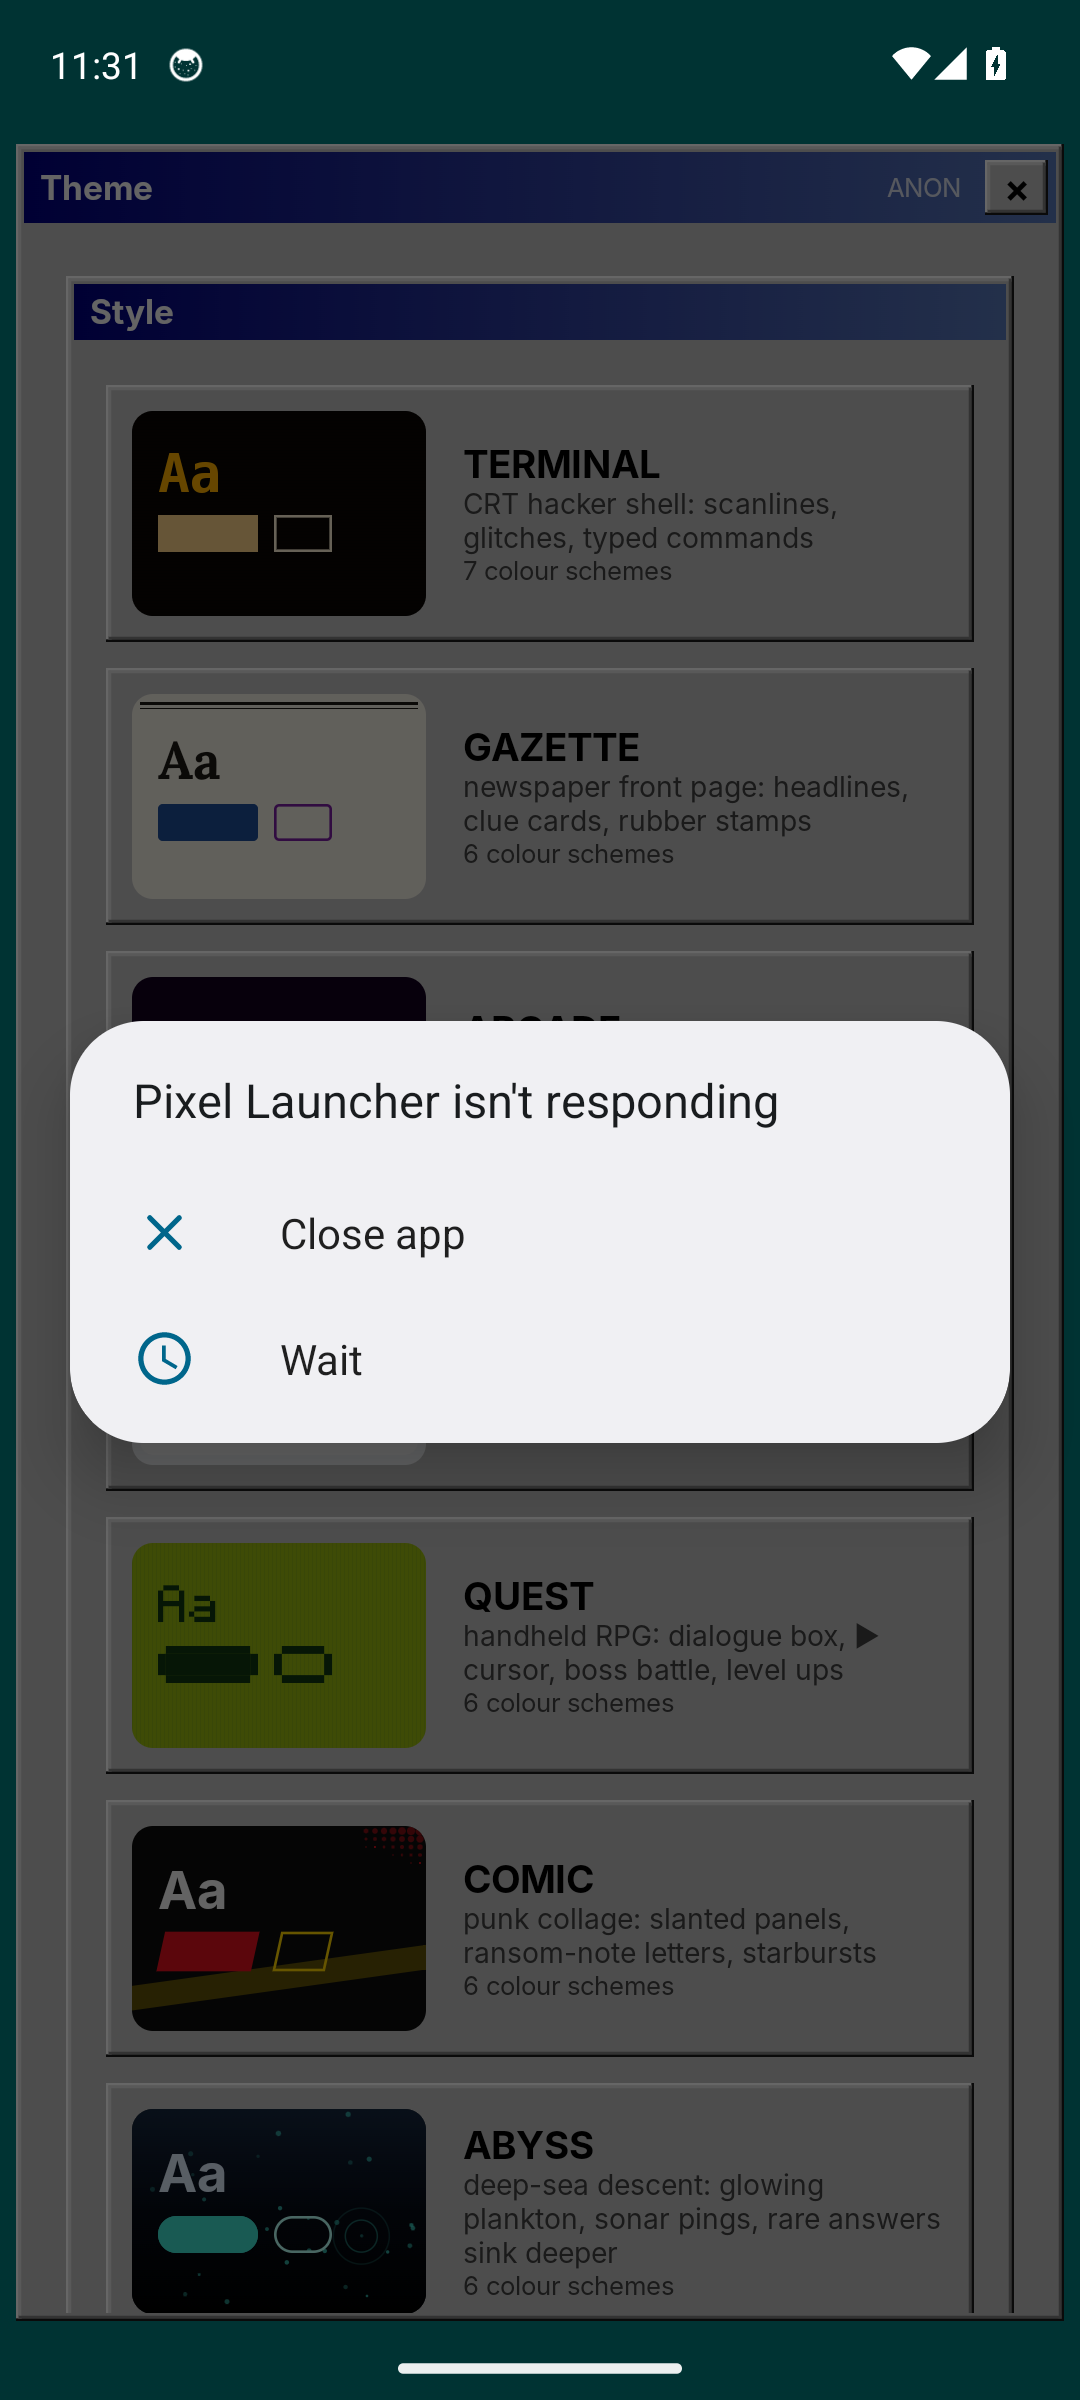 11:31
Theme
ANON
Style
Aa
TERMINAL
CRT hacker shell: scanlines,
glitches, typed commands
7 colour schemes
Aa
GAZETTE
newspaper front page: headlines,
clue cards, rubber stamps
6 colour schemes
Pixel Launcher isn't responding
Close app
Wait
Aa
QUEST
handheld RPG: dialogue box, ▶
cursor, boss battle, level ups
6 colour schemes
Aa
COMIC
punk collage: slanted panels,
ransom-note letters, starbursts
6 colour schemes
Aa
ABYSS
deep-sea descent: glowing
plankton, sonar pings, rare answers
sink deeper
6 colour schemes